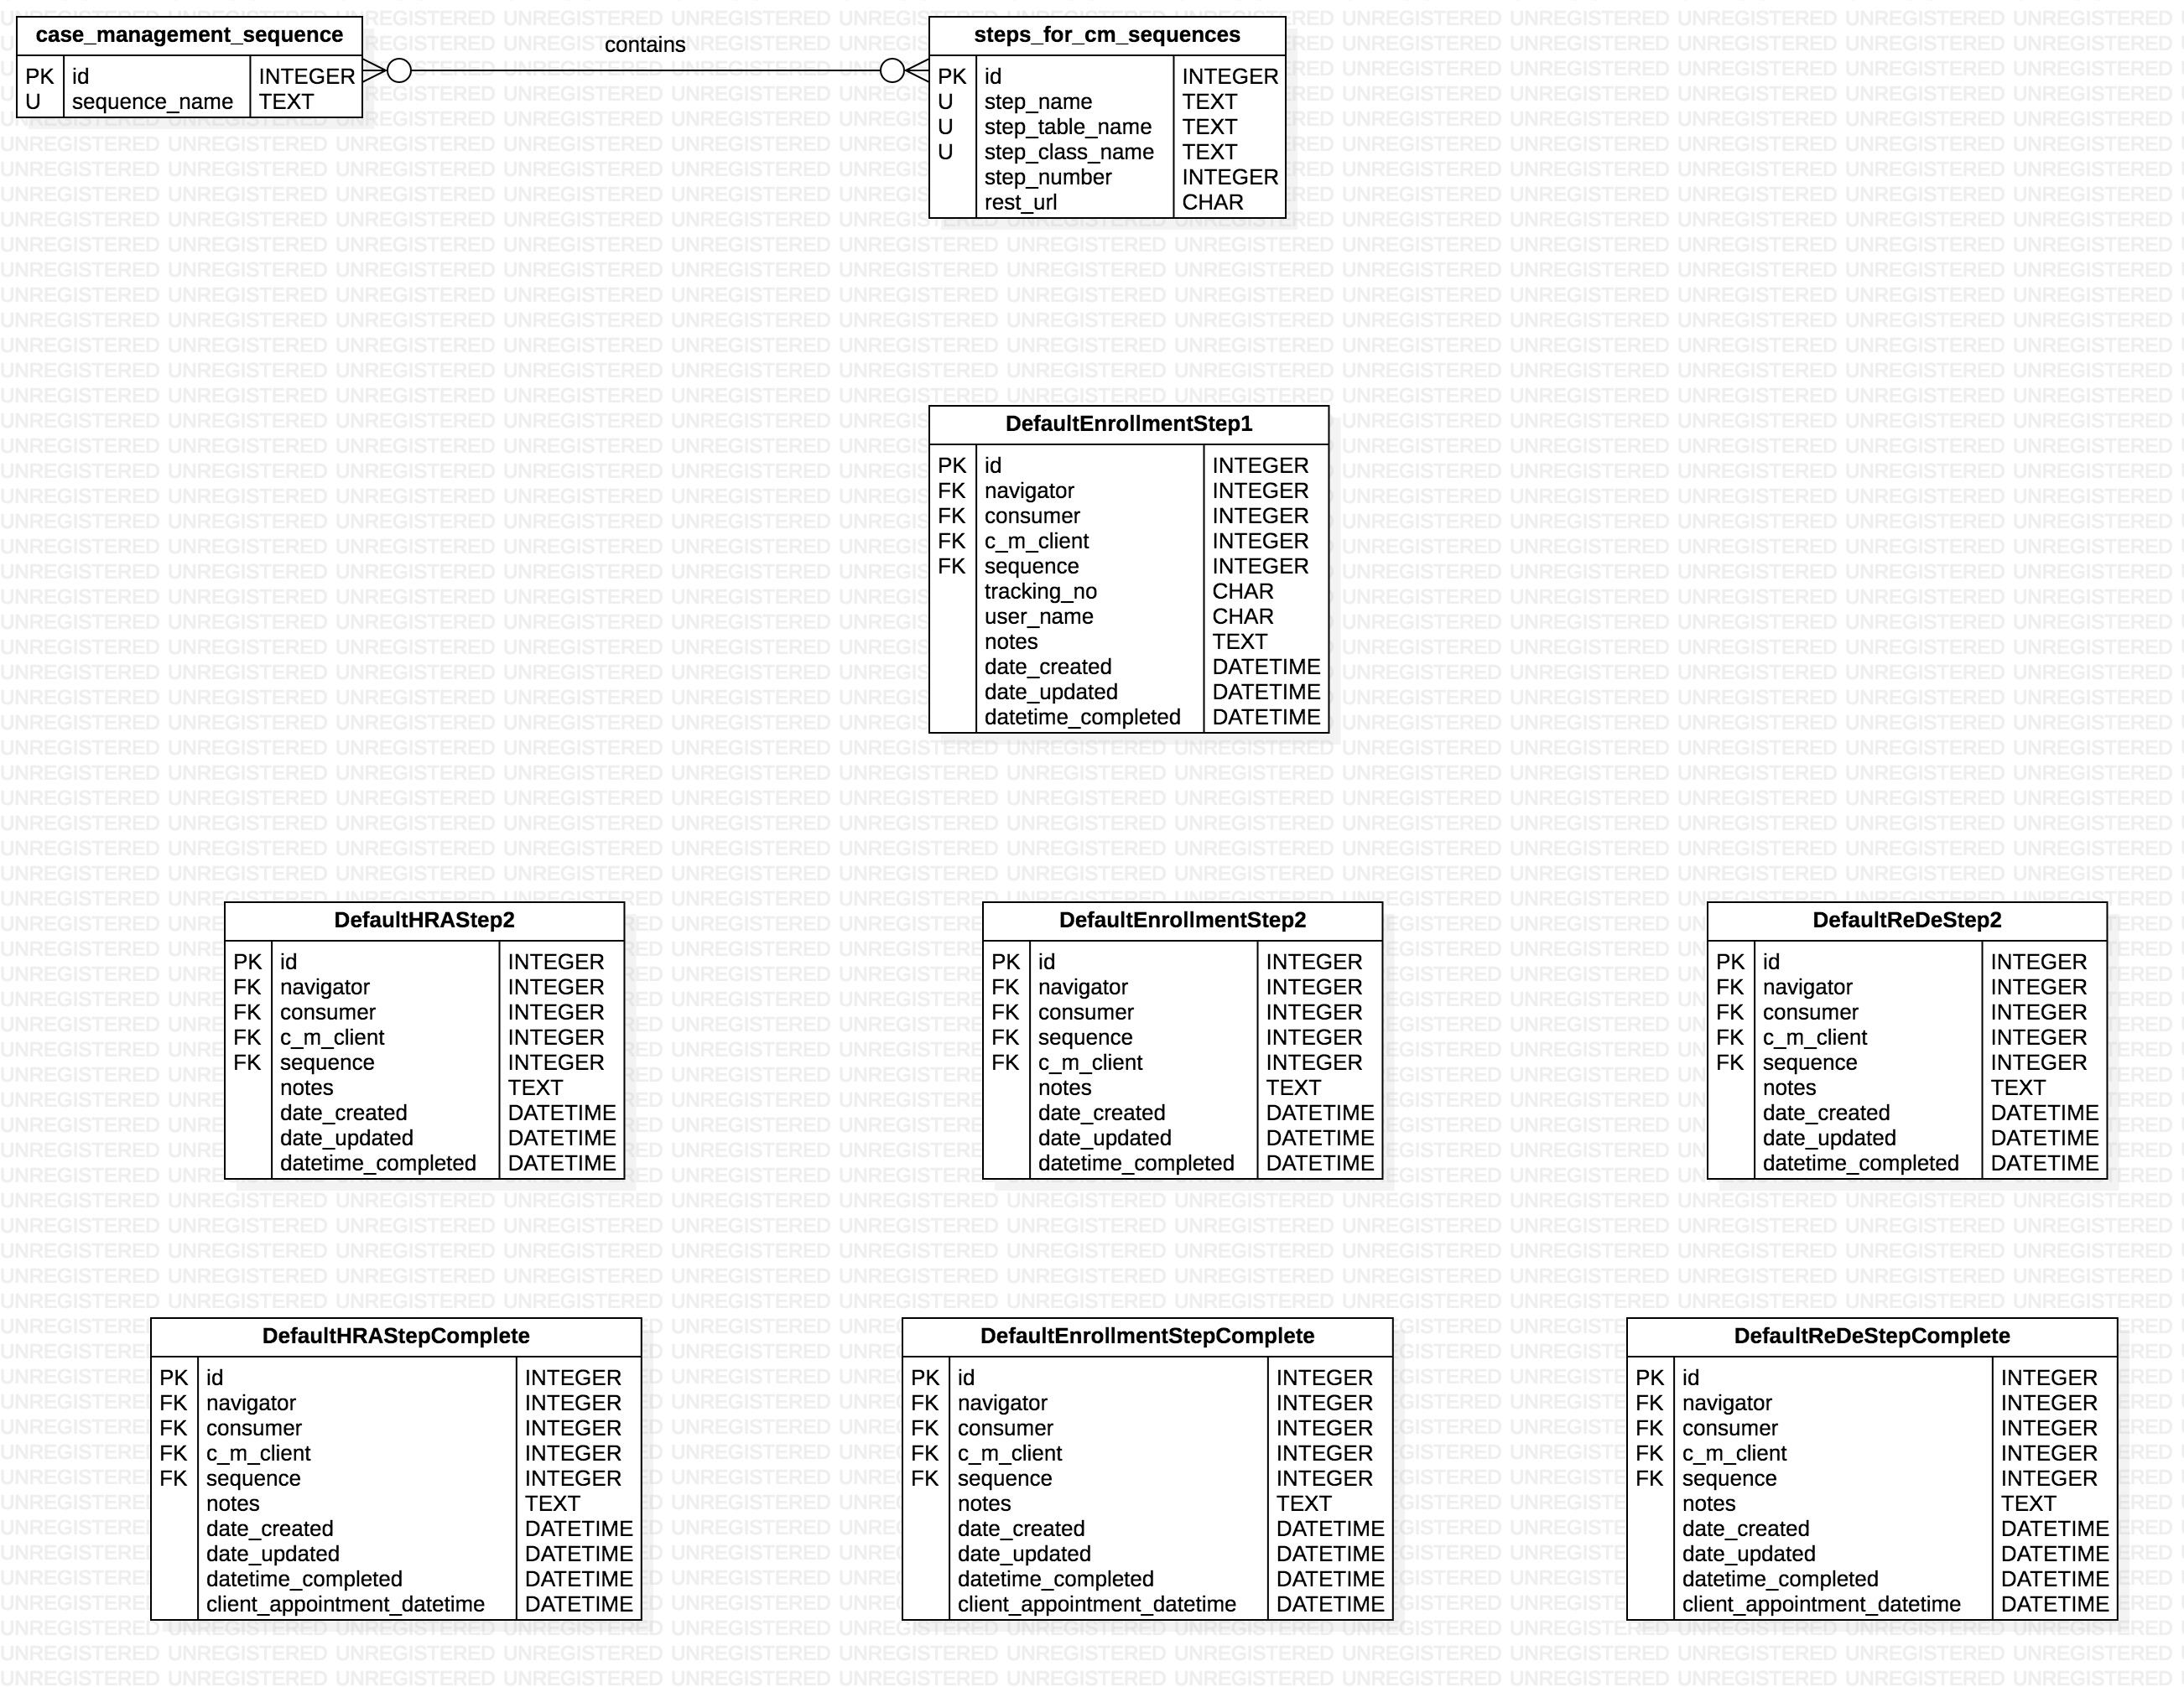 case_management_sequence
PK id INTEGER
U sequence_name TEXT
contains
steps_for_cm_sequences
PK id INTEGER
U step_name TEXT
U step_table_name TEXT
U step_class_name TEXT
step_number INTEGER
rest_url CHAR
DefaultEnrollmentStep1
PK id INTEGER
FK navigator INTEGER
FK consumer INTEGER
FK c_m_client INTEGER
FK sequence INTEGER
tracking_no CHAR
user_name CHAR
notes TEXT
date_created DATETIME
date_updated DATETIME
datetime_completed DATETIME
DefaultHRAStep2
PK id INTEGER
FK navigator INTEGER
FK consumer INTEGER
FK c_m_client INTEGER
FK sequence INTEGER
notes TEXT
date_created DATETIME
date_updated DATETIME
datetime_completed DATETIME
DefaultEnrollmentStep2
PK id INTEGER
FK navigator INTEGER
FK consumer INTEGER
FK sequence INTEGER
FK c_m_client INTEGER
notes TEXT
date_created DATETIME
date_updated DATETIME
datetime_completed DATETIME
DefaultReDeStep2
PK id INTEGER
FK navigator INTEGER
FK consumer INTEGER
FK c_m_client INTEGER
FK sequence INTEGER
notes TEXT
date_created DATETIME
date_updated DATETIME
datetime_completed DATETIME
DefaultHRAStepComplete
PK id INTEGER
FK navigator INTEGER
FK consumer INTEGER
FK c_m_client INTEGER
FK sequence INTEGER
notes TEXT
date_created DATETIME
date_updated DATETIME
datetime_completed DATETIME
client_appointment_datetime DATETIME
DefaultEnrollmentStepComplete
PK id INTEGER
FK navigator INTEGER
FK consumer INTEGER
FK c_m_client INTEGER
FK sequence INTEGER
notes TEXT
date_created DATETIME
date_updated DATETIME
datetime_completed DATETIME
client_appointment_datetime DATETIME
DefaultReDeStepComplete
PK id INTEGER
FK navigator INTEGER
FK consumer INTEGER
FK c_m_client INTEGER
FK sequence INTEGER
notes TEXT
date_created DATETIME
date_updated DATETIME
datetime_completed DATETIME
client_appointment_datetime DATETIME
UNREGISTERED